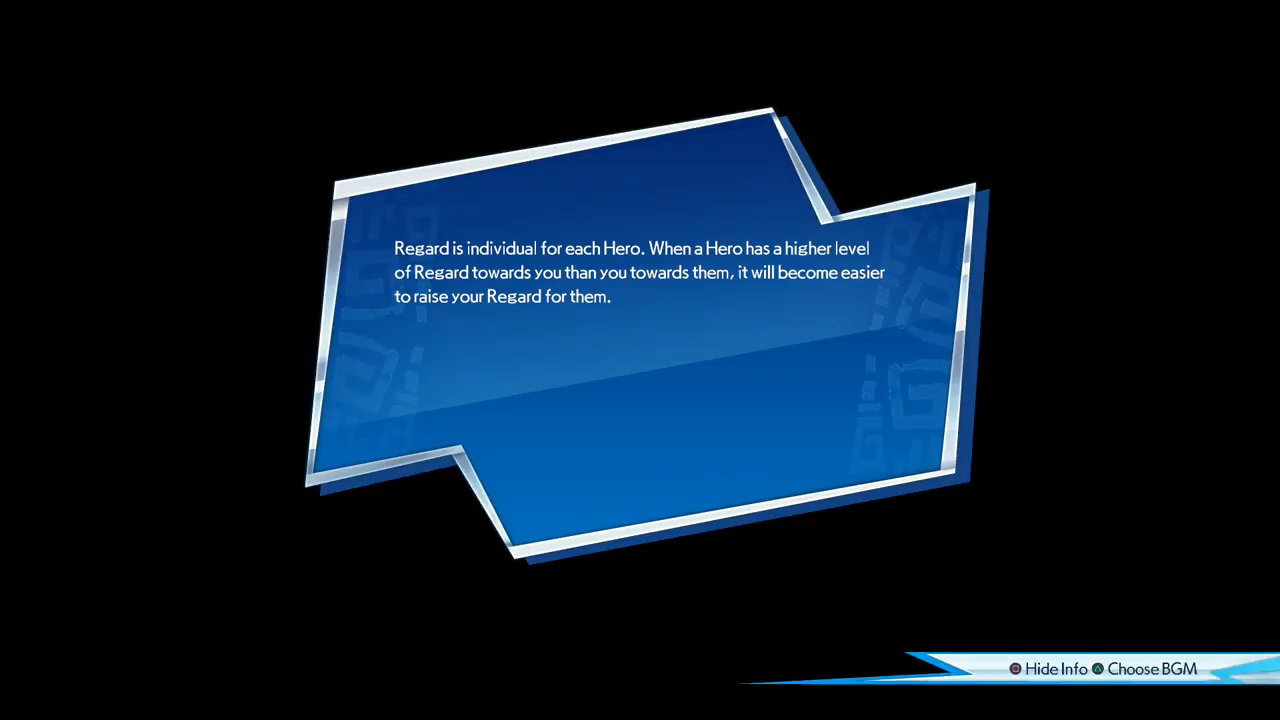 Regard is individual for each Hero. When a Hero has a higher level
of Regard towards you than you towards them, it will become easier
to raise your Regard for them.
Hide Info Choose BGM